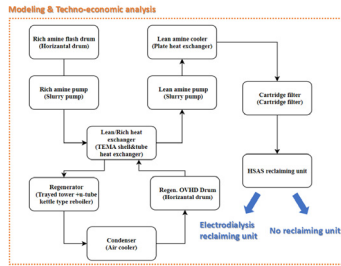 Modeling & Techno-economic analysis
Rich amine flash drum
(Horizantal drum)
Lean amine cooler
(Plate heat exchanger)
Rich amine pump
(Slurry pump)
Lean amine pump
(Slurry pump)
Cartridge filter
(Cartridge filter)
Lean/Rich heat
exchanger
(TEMA shell&tube
heat exchanger)
HSAS reclaiming unit
Regenerator
(Trayed tower +u-tube
kettle type reboiler)
Regen. OVHD Drum
(Horizontal drum)
Condenser
(Air cooler)
Electrodialysis
reclaiming unit
No reclaiming unit